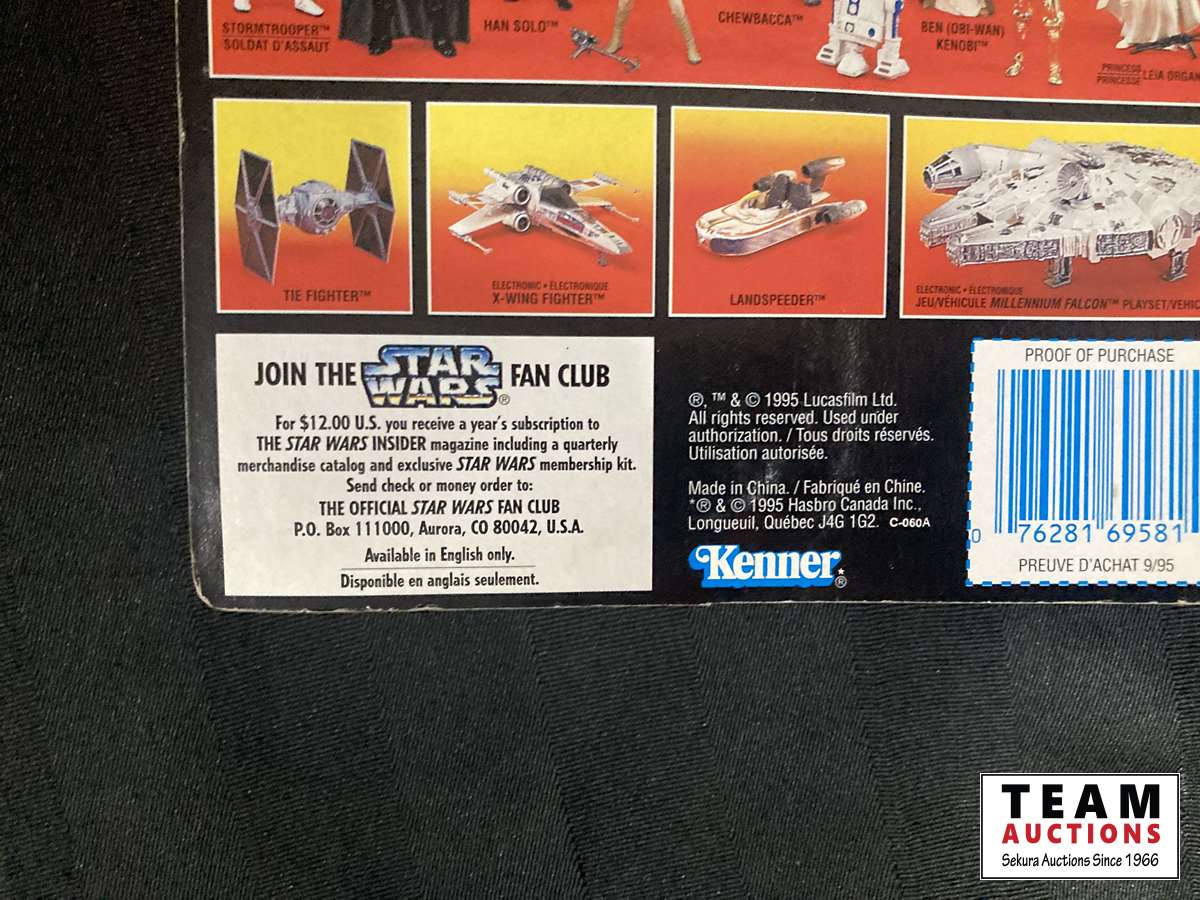 STORMTROOPER™
SOLDAT D'ASSAUT
HAN SOLO™
CHEWBACCA™
BEN (OBI-WAN)
KENOBI™
PRINCESS
PRINCESSE LEIA ORGAN
TIE FIGHTER™
ELECTRONIC • ÉLECTRONIQUE
X-WING FIGHTER™
LANDSPEEDER™
ELECTRONIC • ÉLECTRONIQUE
JEU/VÉHICULE MILLENNIUM FALCON™ PLAYSET/VEHIC
JOIN THE STAR WARS® FAN CLUB
For $12.00 U.S. you receive a year's subscription to
THE STAR WARS INSIDER magazine including a quarterly
merchandise catalog and exclusive STAR WARS membership kit.
Send check or money order to:
THE OFFICIAL STAR WARS FAN CLUB
P.O. Box 111000, Aurora, CO 80042, U.S.A.
Available in English only.
Disponible en anglais seulement.
®, ™ & © 1995 Lucasfilm Ltd.
All rights reserved. Used under
authorization. / Tous droits réservés.
Utilisation autorisée.
Made in China. / Fabriqué en Chine.
*® & © 1995 Hasbro Canada Inc.,
Longueuil, Québec J4G 1G2. C-060A
Kenner*®
PROOF OF PURCHASE
0 76281 69581
PREUVE D'ACHAT 9/95
TEAM
AUCTIONS
Sekura Auctions Since 1966